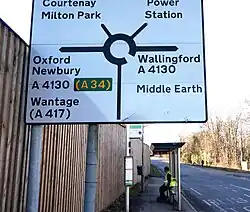 Courtenay
Milton Park
Power
Station
Oxford
Newbury
A 4130 (A 34)
Wantage
(A 417)
Wallingford
A 4130
Middle Earth